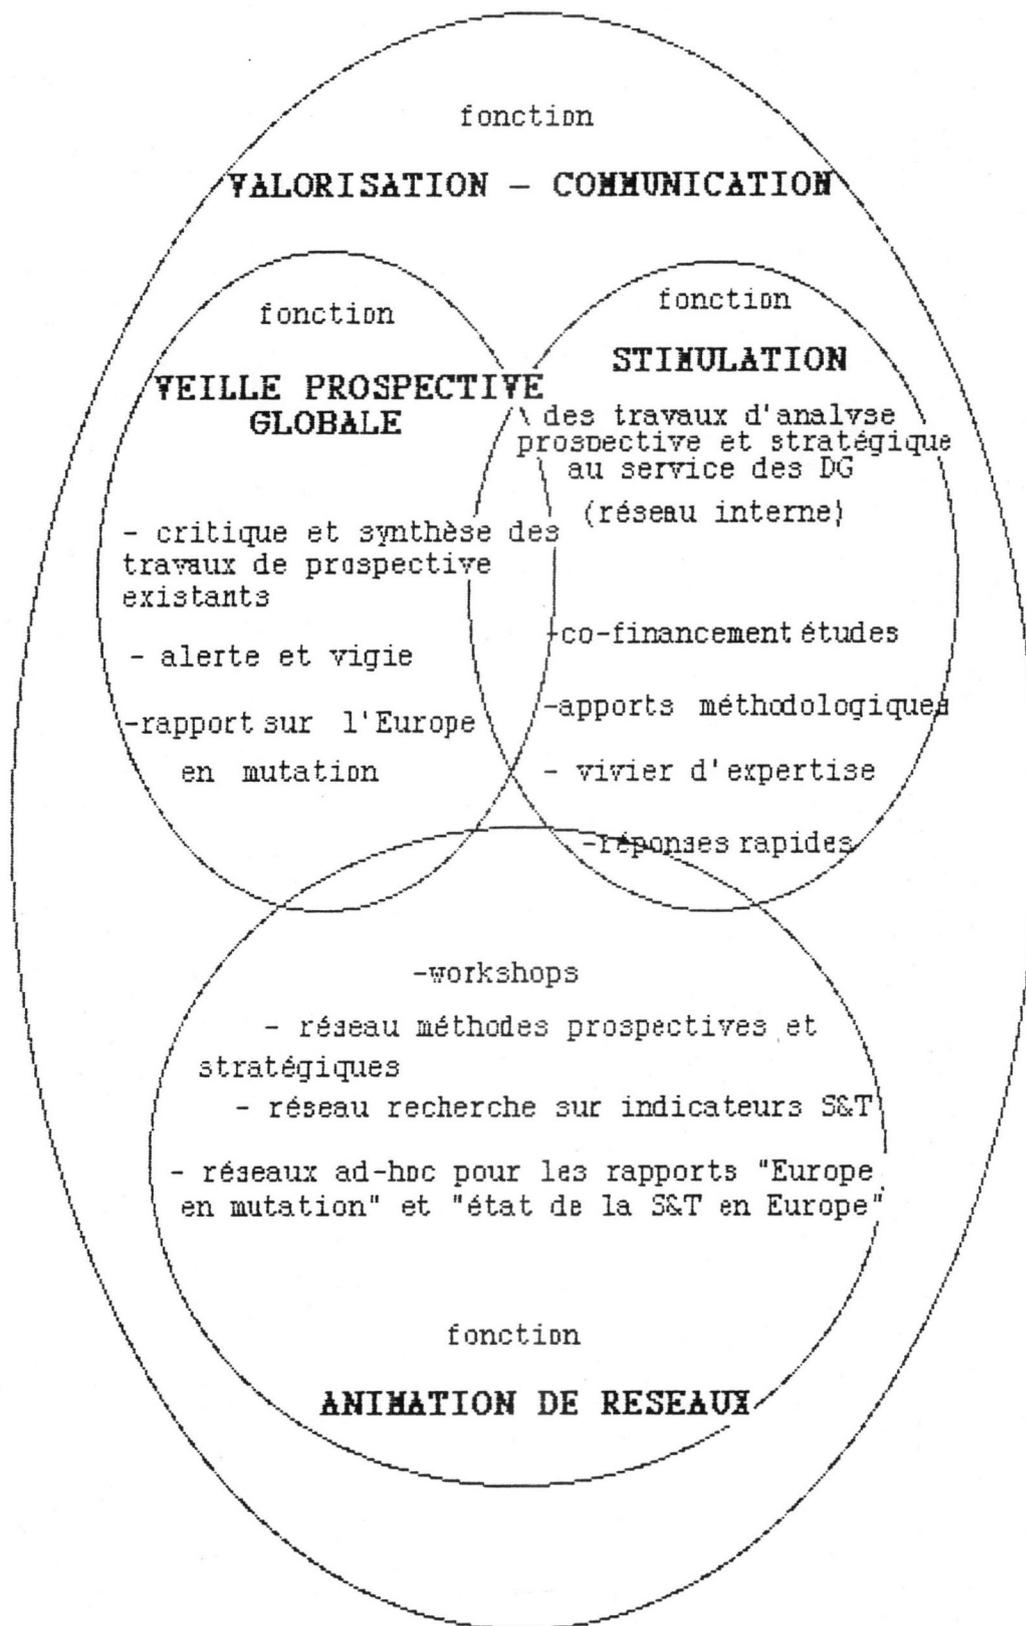 fonction
VALORISATION - COMMUNICATION
fonction
VEILLE PROSPECTIVE
GLOBALE
- critique et synthèse des
travaux de prospective
existants
- alerte et vigie
-rapport sur l'Europe
en mutation
fonction
STIMULATION
des travaux d'analyse
prospective et stratégique
au service des DG
(réseau interne)
-co-financement études
-apports méthodologiques
- vivier d'expertise
-réponses rapides
-workshops
- réseau méthodes prospectives et
stratégiques
- réseau recherche sur indicateurs S&T
- réseaux ad-hoc pour les rapports "Europe
en mutation" et "état de la S&T en Europe"
fonction
ANIMATION DE RESEAUX